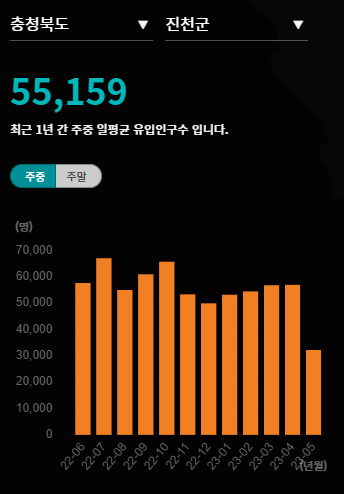 충청북도 ▼ 진천군 ▼
55,159
최근 1년 간 주중 일평균 유입인구수 입니다.
주중 주말
(명)
70,000
60,000
50,000
40,000
30,000
20,000
10,000
0
22-06 22-07 22-08 22-09 22-10 22-11 22-12 23-01 23-02 23-03 23-04 23-05
(년월)